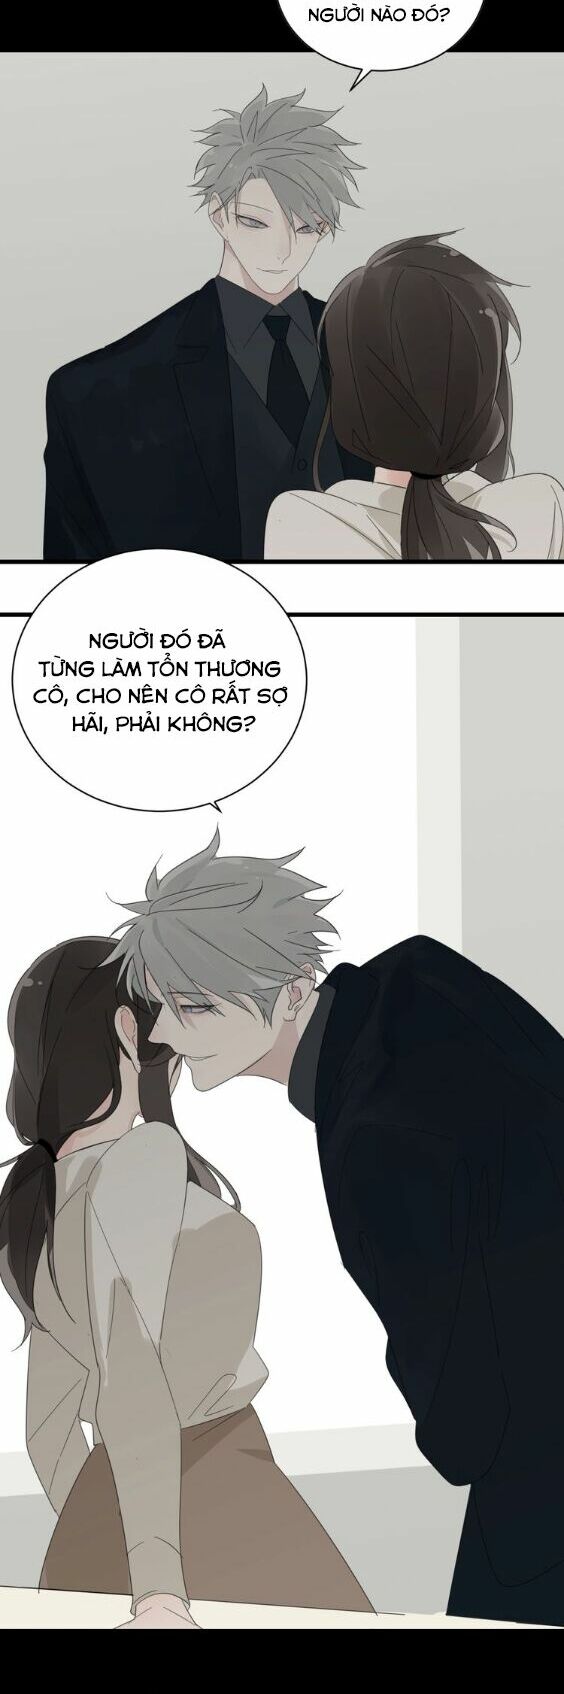 NGƯỜI NÀO ĐÓ?
NGƯỜI ĐÓ ĐÃ
TỪNG LÀM TỔN THƯƠNG
CÔ, CHO NÊN CÔ RẤT SỢ
HÃI, PHẢI KHÔNG?